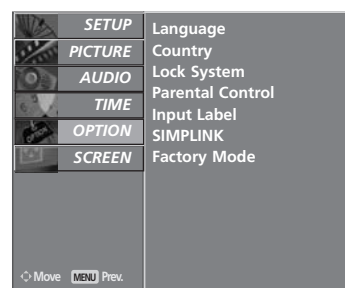 SETUP
PICTURE
AUDIO
TIME
OPTION
SCREEN
Language
Country
Lock System
Parental Control
Input Label
SIMPLINK
Factory Mode
Move MENU Prev.